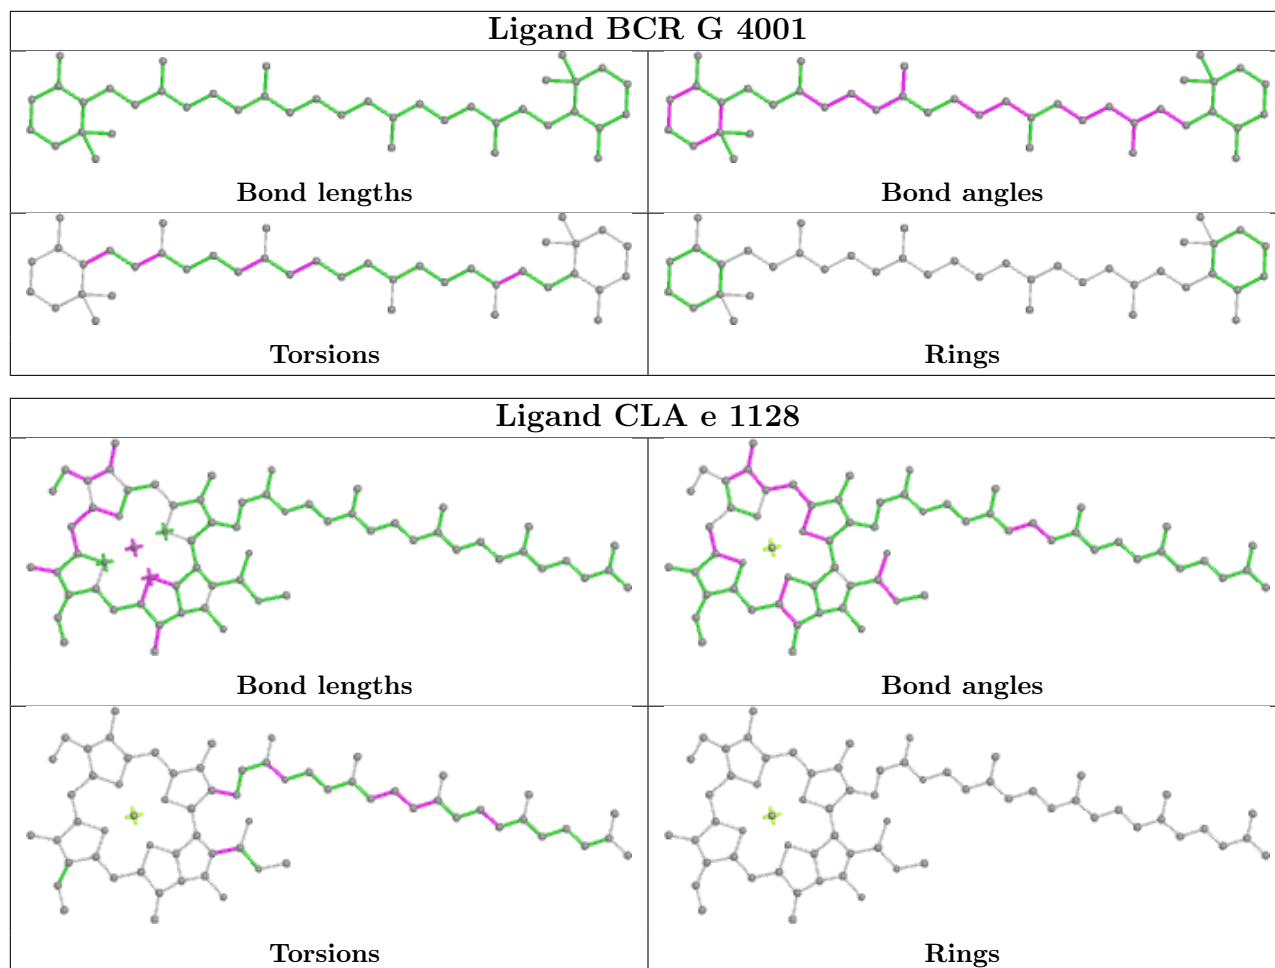 Ligand BCR G 4001
Bond lengths
Bond angles
Torsions
Rings
Ligand CLA e 1128
Bond lengths
Bond angles
Torsions
Rings